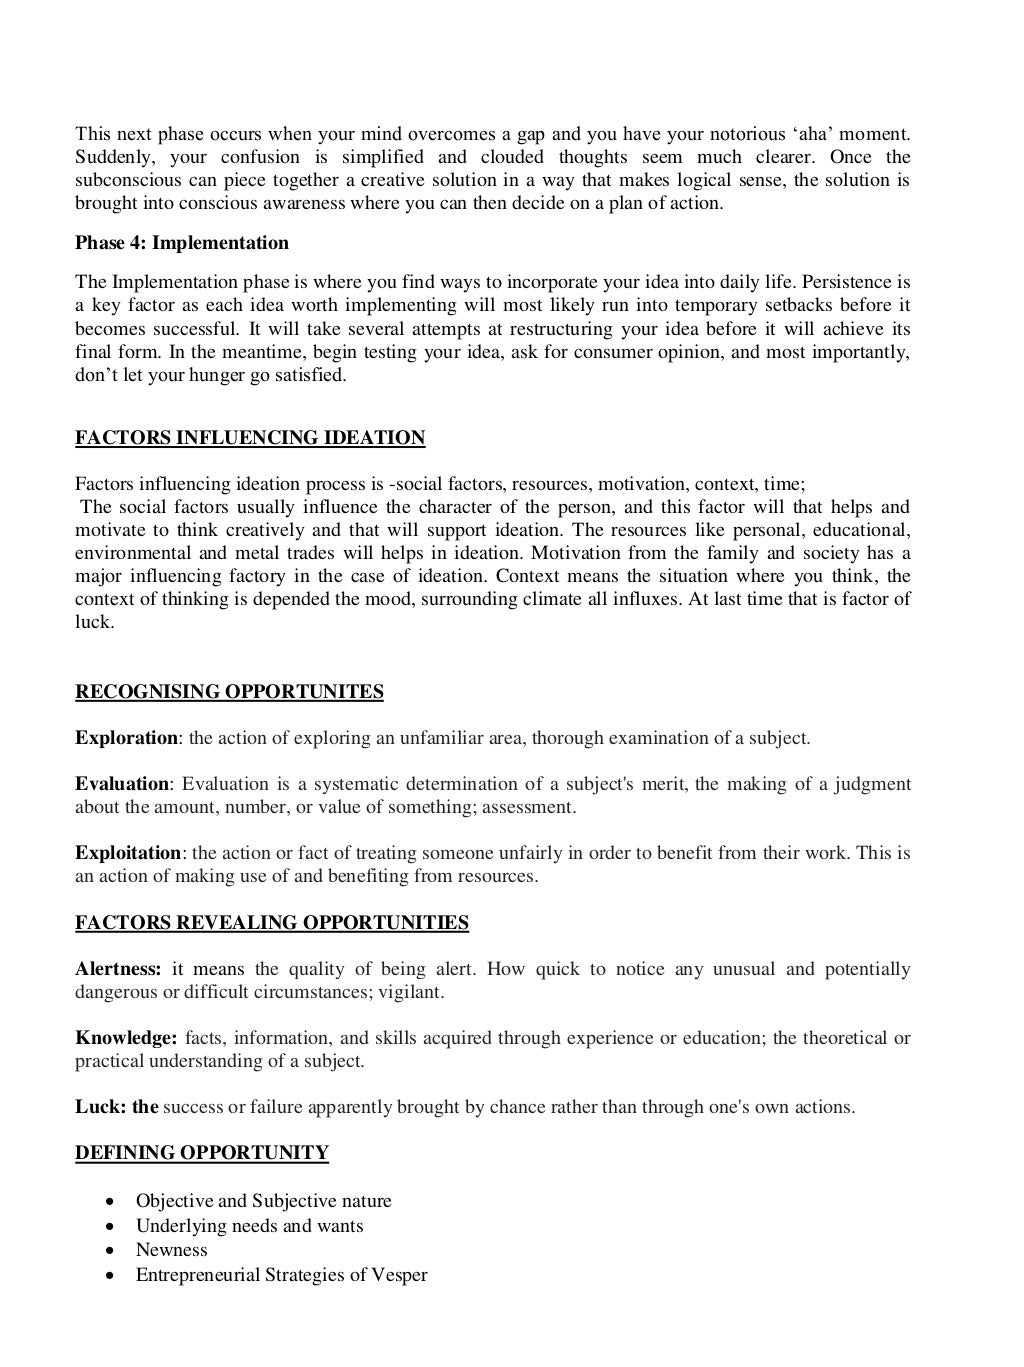 This next phase occurs when your mind overcomes a gap and you have your notorious ‘aha’ moment.
Suddenly, your confusion is simplified and clouded thoughts seem much clearer. Once the
subconscious can piece together a creative solution in a way that makes logical sense, the solution is
brought into conscious awareness where you can then decide on a plan of action.
Phase 4: Implementation
The Implementation phase is where you find ways to incorporate your idea into daily life. Persistence is
a key factor as each idea worth implementing will most likely run into temporary setbacks before it
becomes successful. It will take several attempts at restructuring your idea before it will achieve its
final form. In the meantime, begin testing your idea, ask for consumer opinion, and most importantly,
don’t let your hunger go satisfied.
FACTORS INFLUENCING IDEATION
Factors influencing ideation process is -social factors, resources, motivation, context, time;
The social factors usually influence the character of the person, and this factor will that helps and
motivate to think creatively and that will support ideation. The resources like personal, educational,
environmental and metal trades will helps in ideation. Motivation from the family and society has a
major influencing factory in the case of ideation. Context means the situation where you think, the
context of thinking is depended the mood, surrounding climate all influxes. At last time that is factor of
luck.
RECOGNISING OPPORTUNITES
Exploration: the action of exploring an unfamiliar area, thorough examination of a subject.
Evaluation: Evaluation is a systematic determination of a subject's merit, the making of a judgment
about the amount, number, or value of something; assessment.
Exploitation: the action or fact of treating someone unfairly in order to benefit from their work. This is
an action of making use of and benefiting from resources.
FACTORS REVEALING OPPORTUNITIES
Alertness: it means the quality of being alert. How quick to notice any unusual and potentially
dangerous or difficult circumstances; vigilant.
Knowledge: facts, information, and skills acquired through experience or education; the theoretical or
practical understanding of a subject.
Luck: the success or failure apparently brought by chance rather than through one's own actions.
DEFINING OPPORTUNITY
• Objective and Subjective nature
• Underlying needs and wants
• Newness
• Entrepreneurial Strategies of Vesper